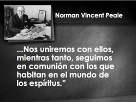 Norman Vincent Peale
...Nos uniremos con ellos,
mientras tanto, seguimos
en comunión con los que
habitan en el mundo de
los espíritus."